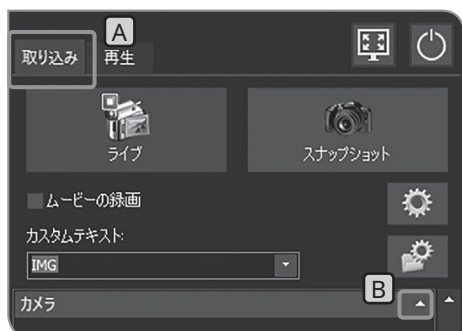 A
取り込み 再生
ライブ スナップショット
ムービーの録画
カスタムテキスト:
IMG
B
カメラ